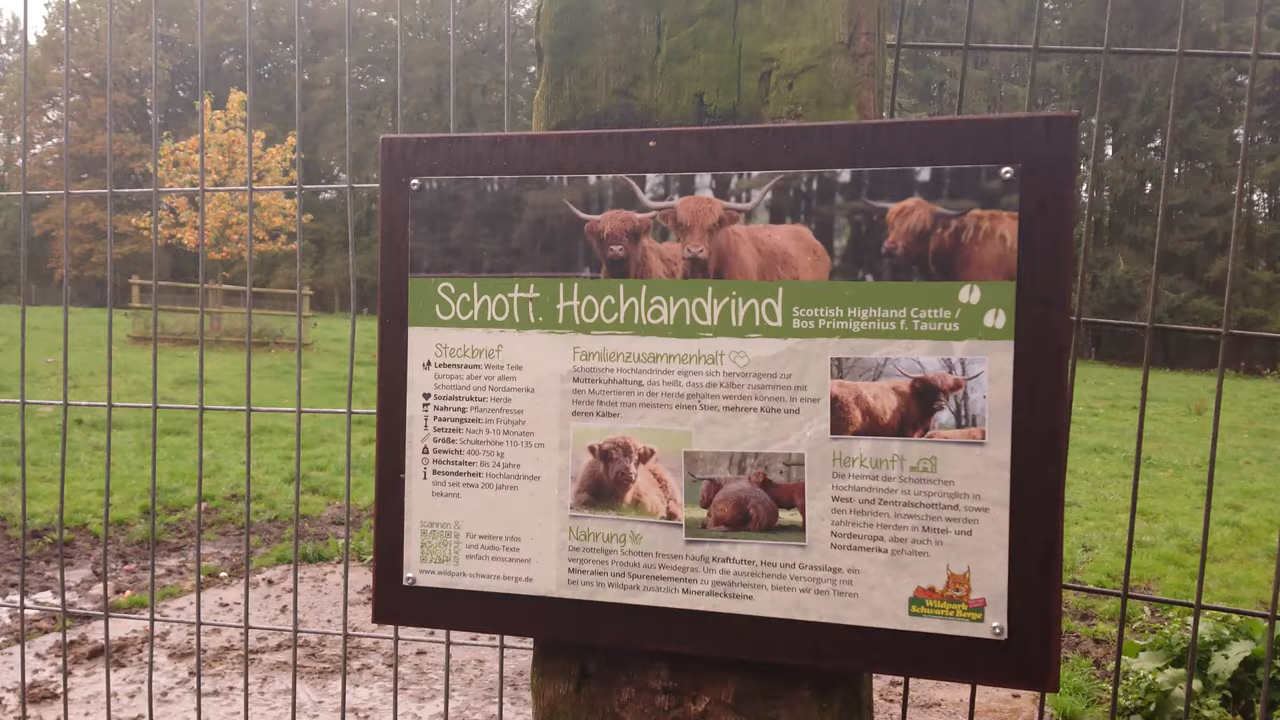 Schott. Hochlandrind
Scottish Highland Cattle /
Bos Primigenius f. Taurus
Steckbrief
Lebensraum: Weite Teile
Europas; aber vor allem
Schottland und Nordamerika
Sozialstruktur: Herde
Nahrung: Pflanzenfresser
Paarungszeit: Im Frühjahr
Setzzeit: Nach 9-10 Monaten
Größe: Schulterhöhe 110-135 cm
Gewicht: 400-750 kg
Höchstalter: Bis 24 Jahre
Besonderheit: Hochlandrinder
sind seit etwa 200 Jahren
bekannt.
scannen &
Für weitere Infos
und Audio-Texte
einfach einscannen!
www.wildpark-schwarze-berge.de
Familienzusammenhalt
Schottische Hochlandrinder eignen sich hervorragend zur
Mutterkuhhaltung, das heißt, dass die Kälber zusammen mit
den Muttertieren in der Herde gehalten werden können. In einer
Herde findet man meistens einen Stier, mehrere Kühe und
deren Kälber.
Nahrung
Die zotteligen Schotten fressen häufig Kraftfutter, Heu und Grassilage, ein
vergorenes Produkt aus Weidegras. Um die ausreichende Versorgung mit
Mineralien und Spurenelementen zu gewährleisten, bieten wir den Tieren
bei uns im Wildpark zusätzlich Mineralleckstein​e.
Herkunft
Die Heimat der Schottischen
Hochlandrinder ist ursprünglich in
West- und Zentralschottland, sowie
den Hebriden. Inzwischen werden
zahlreiche Herden in Mittel- und
Nordeuropa, aber auch in
Nordamerika gehalten.
Wildpark
Schwarze Berge